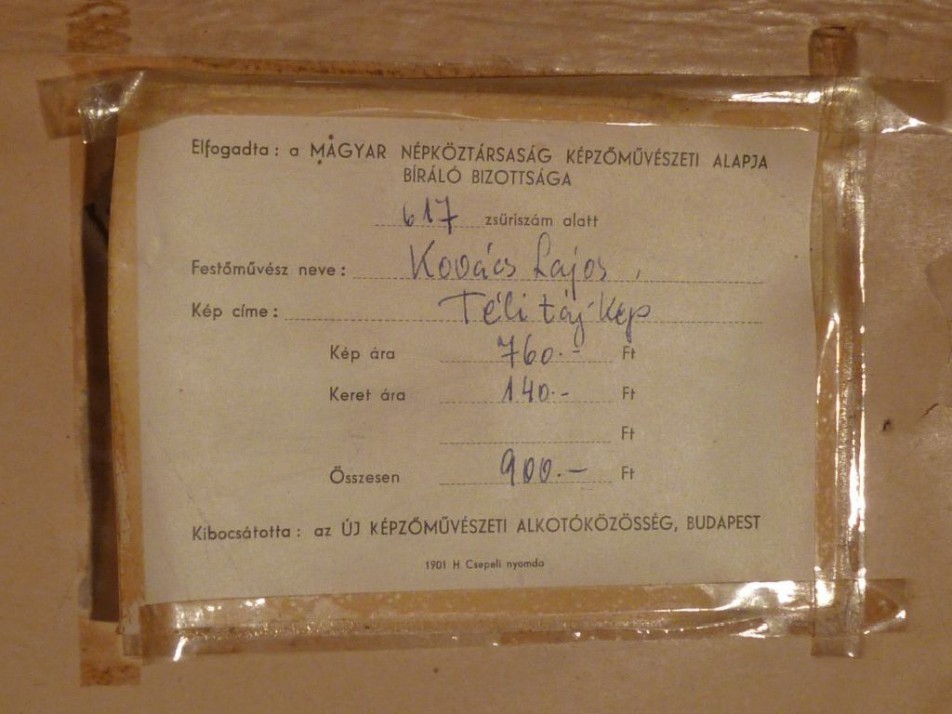 Elfogadta: a MAGYAR NÉPKÖZTÁRSASÁG KÉPZŐMŰVÉSZETI ALAPJA
BÍRÁLÓ BIZOTTSÁGA
617 zsűriszám alatt
Festőművész neve: Kovács Lajos
Kép címe: Téli tájkép
Kép ára 760.- Ft
Keret ára 140.- Ft
Ft
Összesen 900.- Ft
Kibocsátotta: az ÚJ KÉPZŐMŰVÉSZETI ALKOTÓKÖZÖSSÉG, BUDAPEST
1901 H. Csepeli nyomda